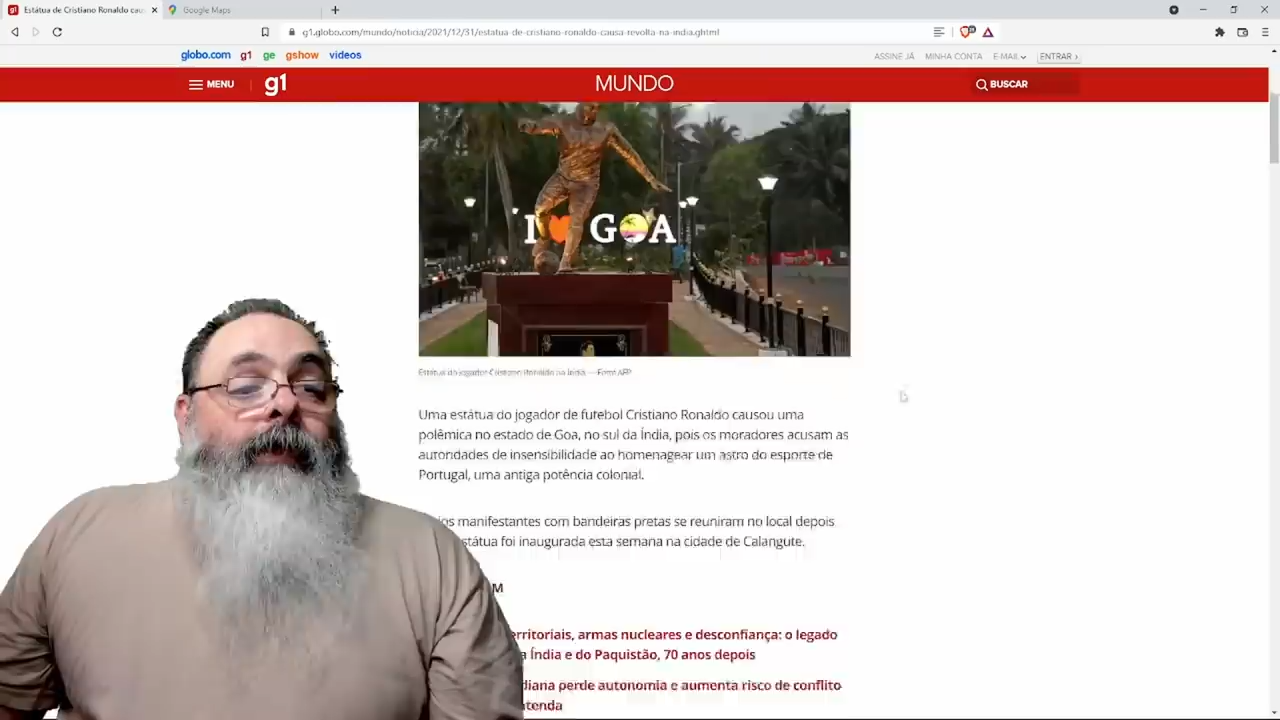 Estátua de Cristiano Ronaldo cau
Google Maps
g1.globo.com/mundo/noticia/2021/12/31/estatua-de-cristiano-ronaldo-causa-revolta-na-india.ghtml
globo.com g1 ge gshow vídeos
ASSINE JÁ MINHA CONTA E-MAIL ENTRAR ›
MENU g1 MUNDO BUSCAR
I GOA
Estátua do jogador Cristiano Ronaldo na Índia — Foto: AFP
Uma estátua do jogador de futebol Cristiano Ronaldo causou uma
polêmica no estado de Goa, no sul da Índia, pois os moradores acusam as
autoridades de insensibilidade ao homenagear um astro do esporte de
Portugal, uma antiga potência colonial.
os manifestantes com bandeiras pretas se reuniram no local depois
státua foi inaugurada esta semana na cidade de Calangute.
M
erritoriais, armas nucleares e desconfiança: o legado
a Índia e do Paquistão, 70 anos depois
diana perde autonomia e aumenta risco de conflito
ntenda